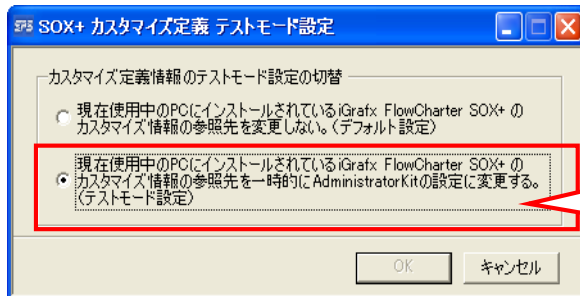 SOX+ カスタマイズ定義 テストモード設定
カスタマイズ定義情報のテストモード設定の切替
現在使用中のPCにインストールされているiGrafx FlowCharter SOX+ の
カスタマイズ情報の参照先を変更しない。(デフォルト設定)
現在使用中のPCにインストールされているiGrafx FlowCharter SOX+ の
カスタマイズ情報の参照先を一時的にAdministratorKitの設定に変更する。
(テストモード設定)
OK キャンセル